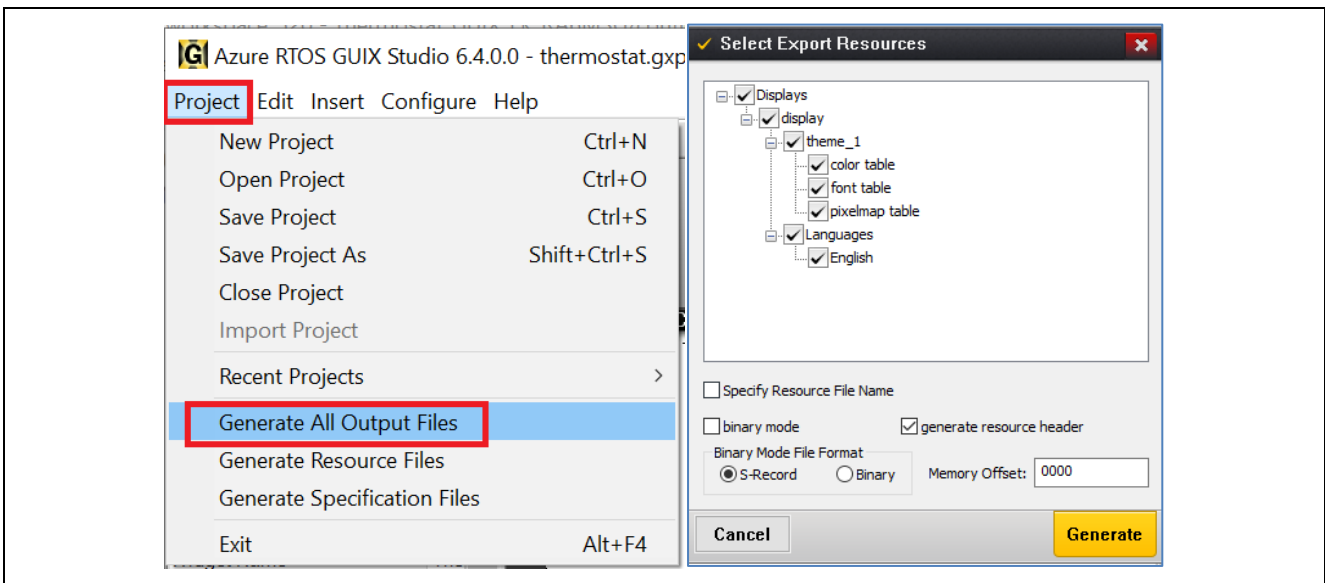 Azure RTOS GUIX Studio 6.4.0.0 - thermostat.gxp
Project Edit Insert Configure Help
New Project Ctrl+N
Open Project Ctrl+O
Save Project Ctrl+S
Save Project As Shift+Ctrl+S
Close Project
Import Project
Recent Projects >
Generate All Output Files
Generate Resource Files
Generate Specification Files
Exit Alt+F4
Select Export Resources
Displays
display
theme_1
color table
font table
pixelmap table
Languages
English
Specify Resource File Name
binary mode generate resource header
Binary Mode File Format
S-Record Binary Memory Offset: 0000
Cancel Generate